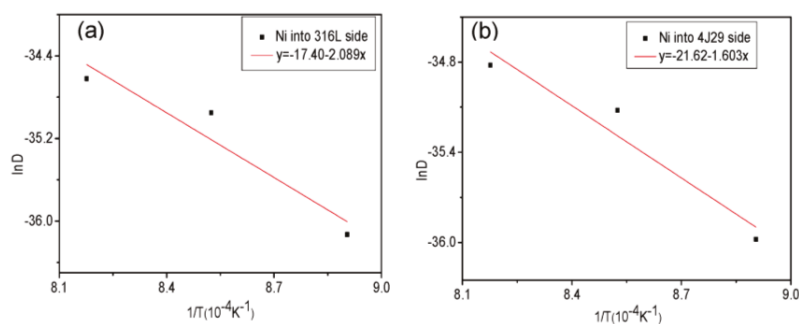 (a)
Ni into 316L side
y=-17.40-2.089x
-34.4
-35.2
-36.0
lnD
8.1
8.4
8.7
9.0
1/T(10⁻⁴K⁻¹)
(b)
Ni into 4J29 side
y=-21.62-1.603x
-34.8
-35.4
-36.0
lnD
8.1
8.4
8.7
9.0
1/T(10⁻⁴K⁻¹)